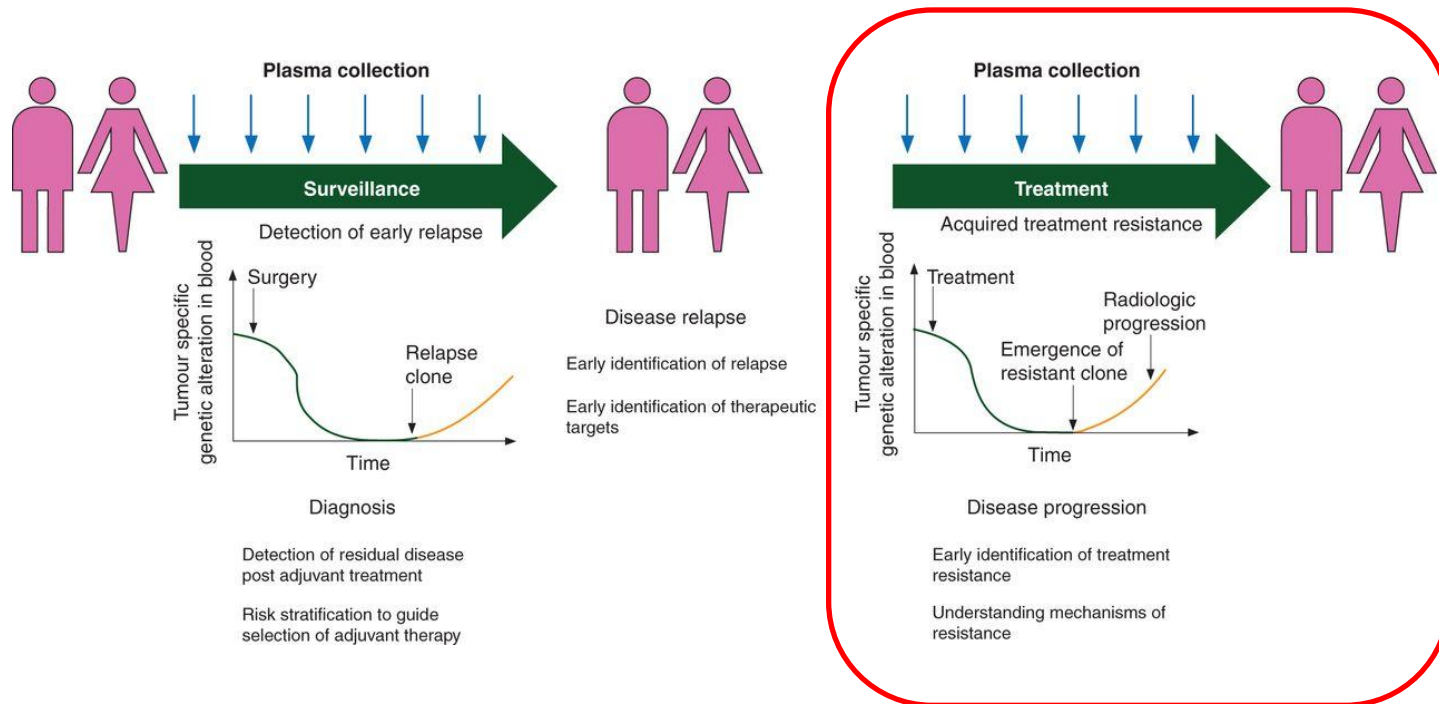 Plasma collection
Surveillance
Detection of early relapse
Tumour specific
genetic alteration in blood
Surgery
Relapse
clone
Time
Diagnosis
Detection of residual disease
post adjuvant treatment
Risk stratification to guide
selection of adjuvant therapy
Disease relapse
Early identification of relapse
Early identification of therapeutic
targets
Plasma collection
Treatment
Acquired treatment resistance
Tumour specific
genetic alteration in blood
Treatment
Radiologic
progression
Emergence of
resistant clone
Time
Disease progression
Early identification of treatment
resistance
Understanding mechanisms of
resistance